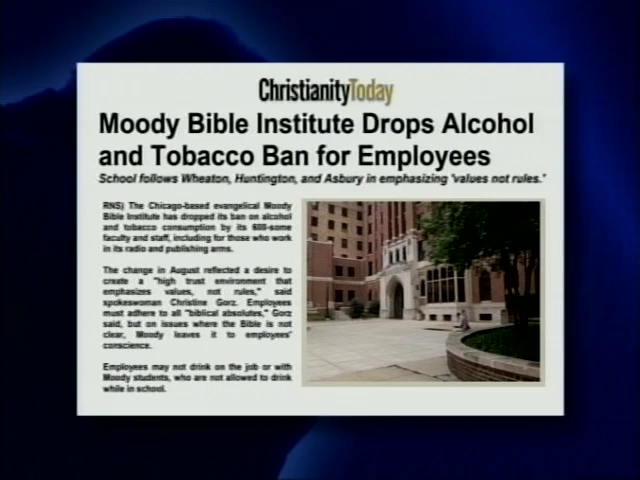 ChristianityToday
Moody Bible Institute Drops Alcohol
and Tobacco Ban for Employees
School follows Wheaton, Huntington, and Asbury in emphasizing 'values not rules.'
RNS) The Chicago-based evangelical Moody
Bible Institute has dropped its ban on alcohol
and tobacco consumption by its 600-some
faculty and staff, including for those who work
in its radio and publishing arms.
The change in August reflected a desire to
create a "high trust environment that
emphasizes values, not rules," said
spokeswoman Christine Gorz. Employees
must adhere to all "biblical absolutes," Gorz
said, but on issues where the Bible is not
clear, Moody leaves it to employees'
conscience.
Employees may not drink on the job or with
Moody students, who are not allowed to drink
while in school.